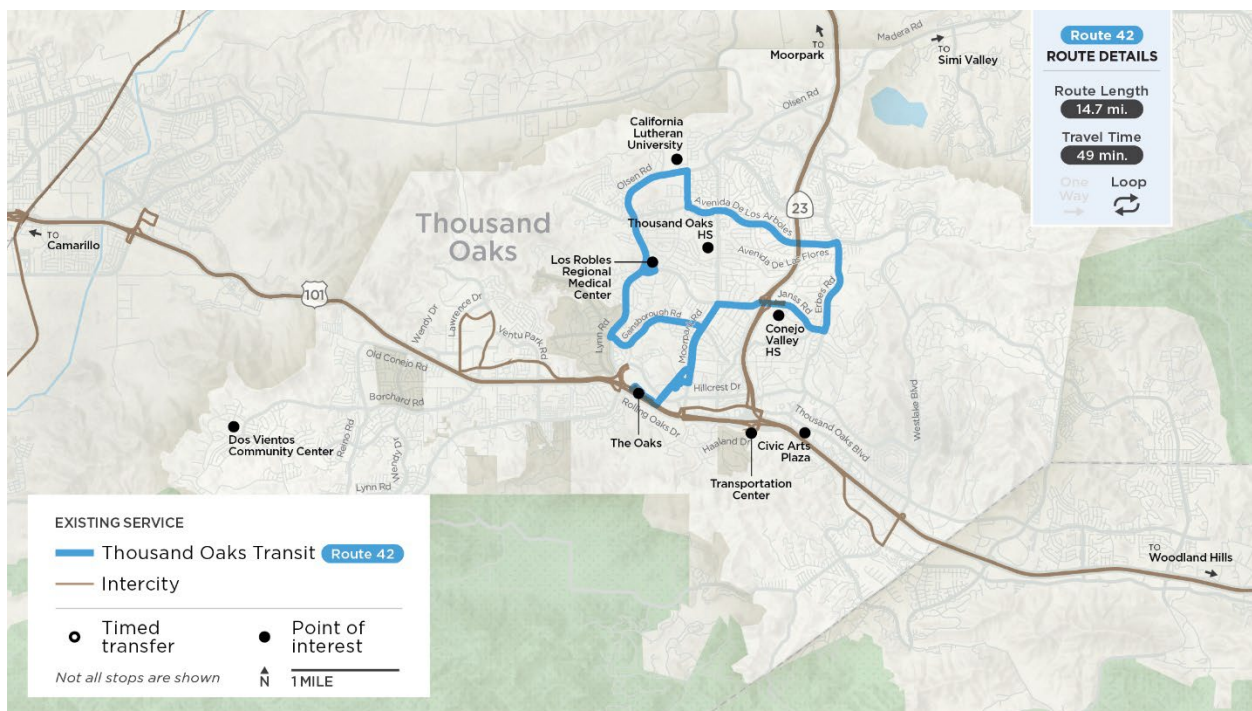 TO
Moorpark
Madera Rd
TO
Simi Valley
Route 42
ROUTE DETAILS
Route Length
14.7 mi.
Travel Time
49 min.
One
Way
Loop
Olsen Rd
California
Lutheran
University
Olsen Rd
Avenida De Los Arboles
23
Thousand Oaks
HS
Avenida De Las Flores
Thousand
Oaks
TO
Camarillo
Los Robles
Regional
Medical
Center
101
Erbes Rd
Janss Rd
Conejo
Valley
HS
Wendy Dr
Lawrence Dr
Ventu Park Rd
Lynn Rd
Gainsborough Rd
Moorpark Rd
Old Conejo Rd
Borchard Rd
Hillcrest Dr
Westlake Blvd
Rolling Oaks Dr
The Oaks
Haaland Dr
Civic Arts
Plaza
Thousand Oaks Blvd
Transportation
Center
Dos Vientos
Community Center
Reino Rd
Wendy Dr
Lynn Rd
TO
Woodland Hills
EXISTING SERVICE
Thousand Oaks Transit Route 42
Intercity
Timed
transfer
Point of
interest
Not all stops are shown
N
1 MILE